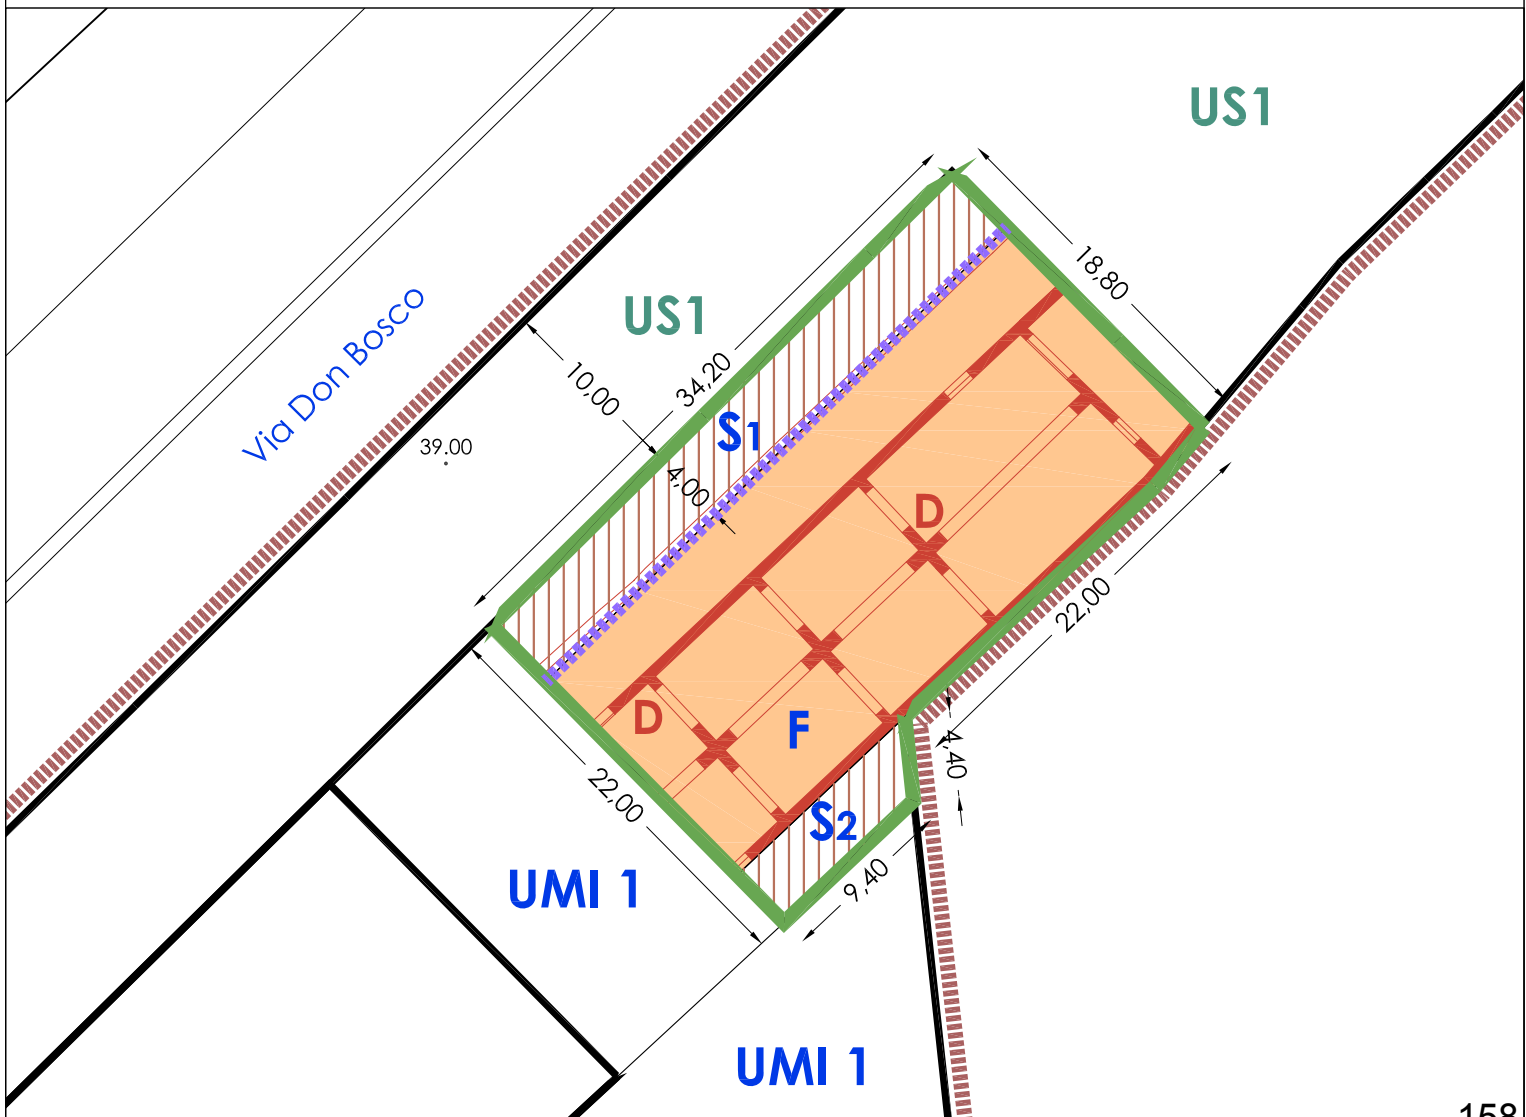 US1
18,80
US1
34,20
10,00
Via Don Bosco
39.00
S1
4,00
D
22,00
D
F
4,40
22,00
S2
9,40
UMI 1
UMI 1
158